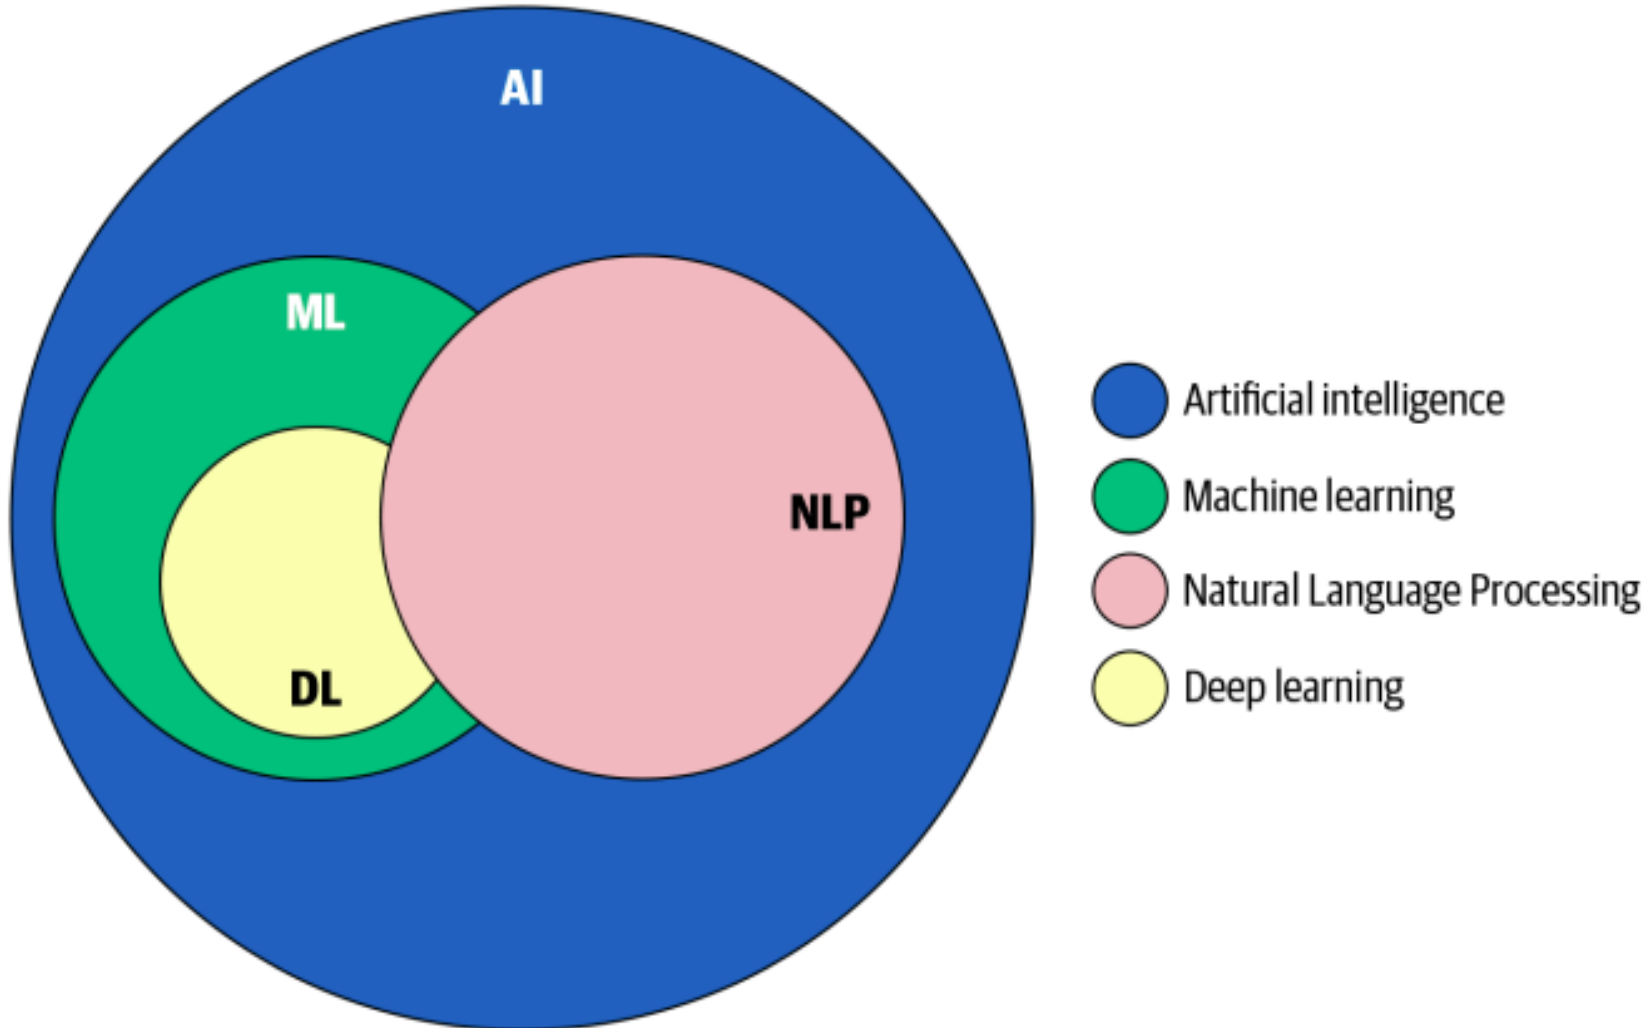 AI
ML
NLP
DL
Artificial intelligence
Machine learning
Natural Language Processing
Deep learning